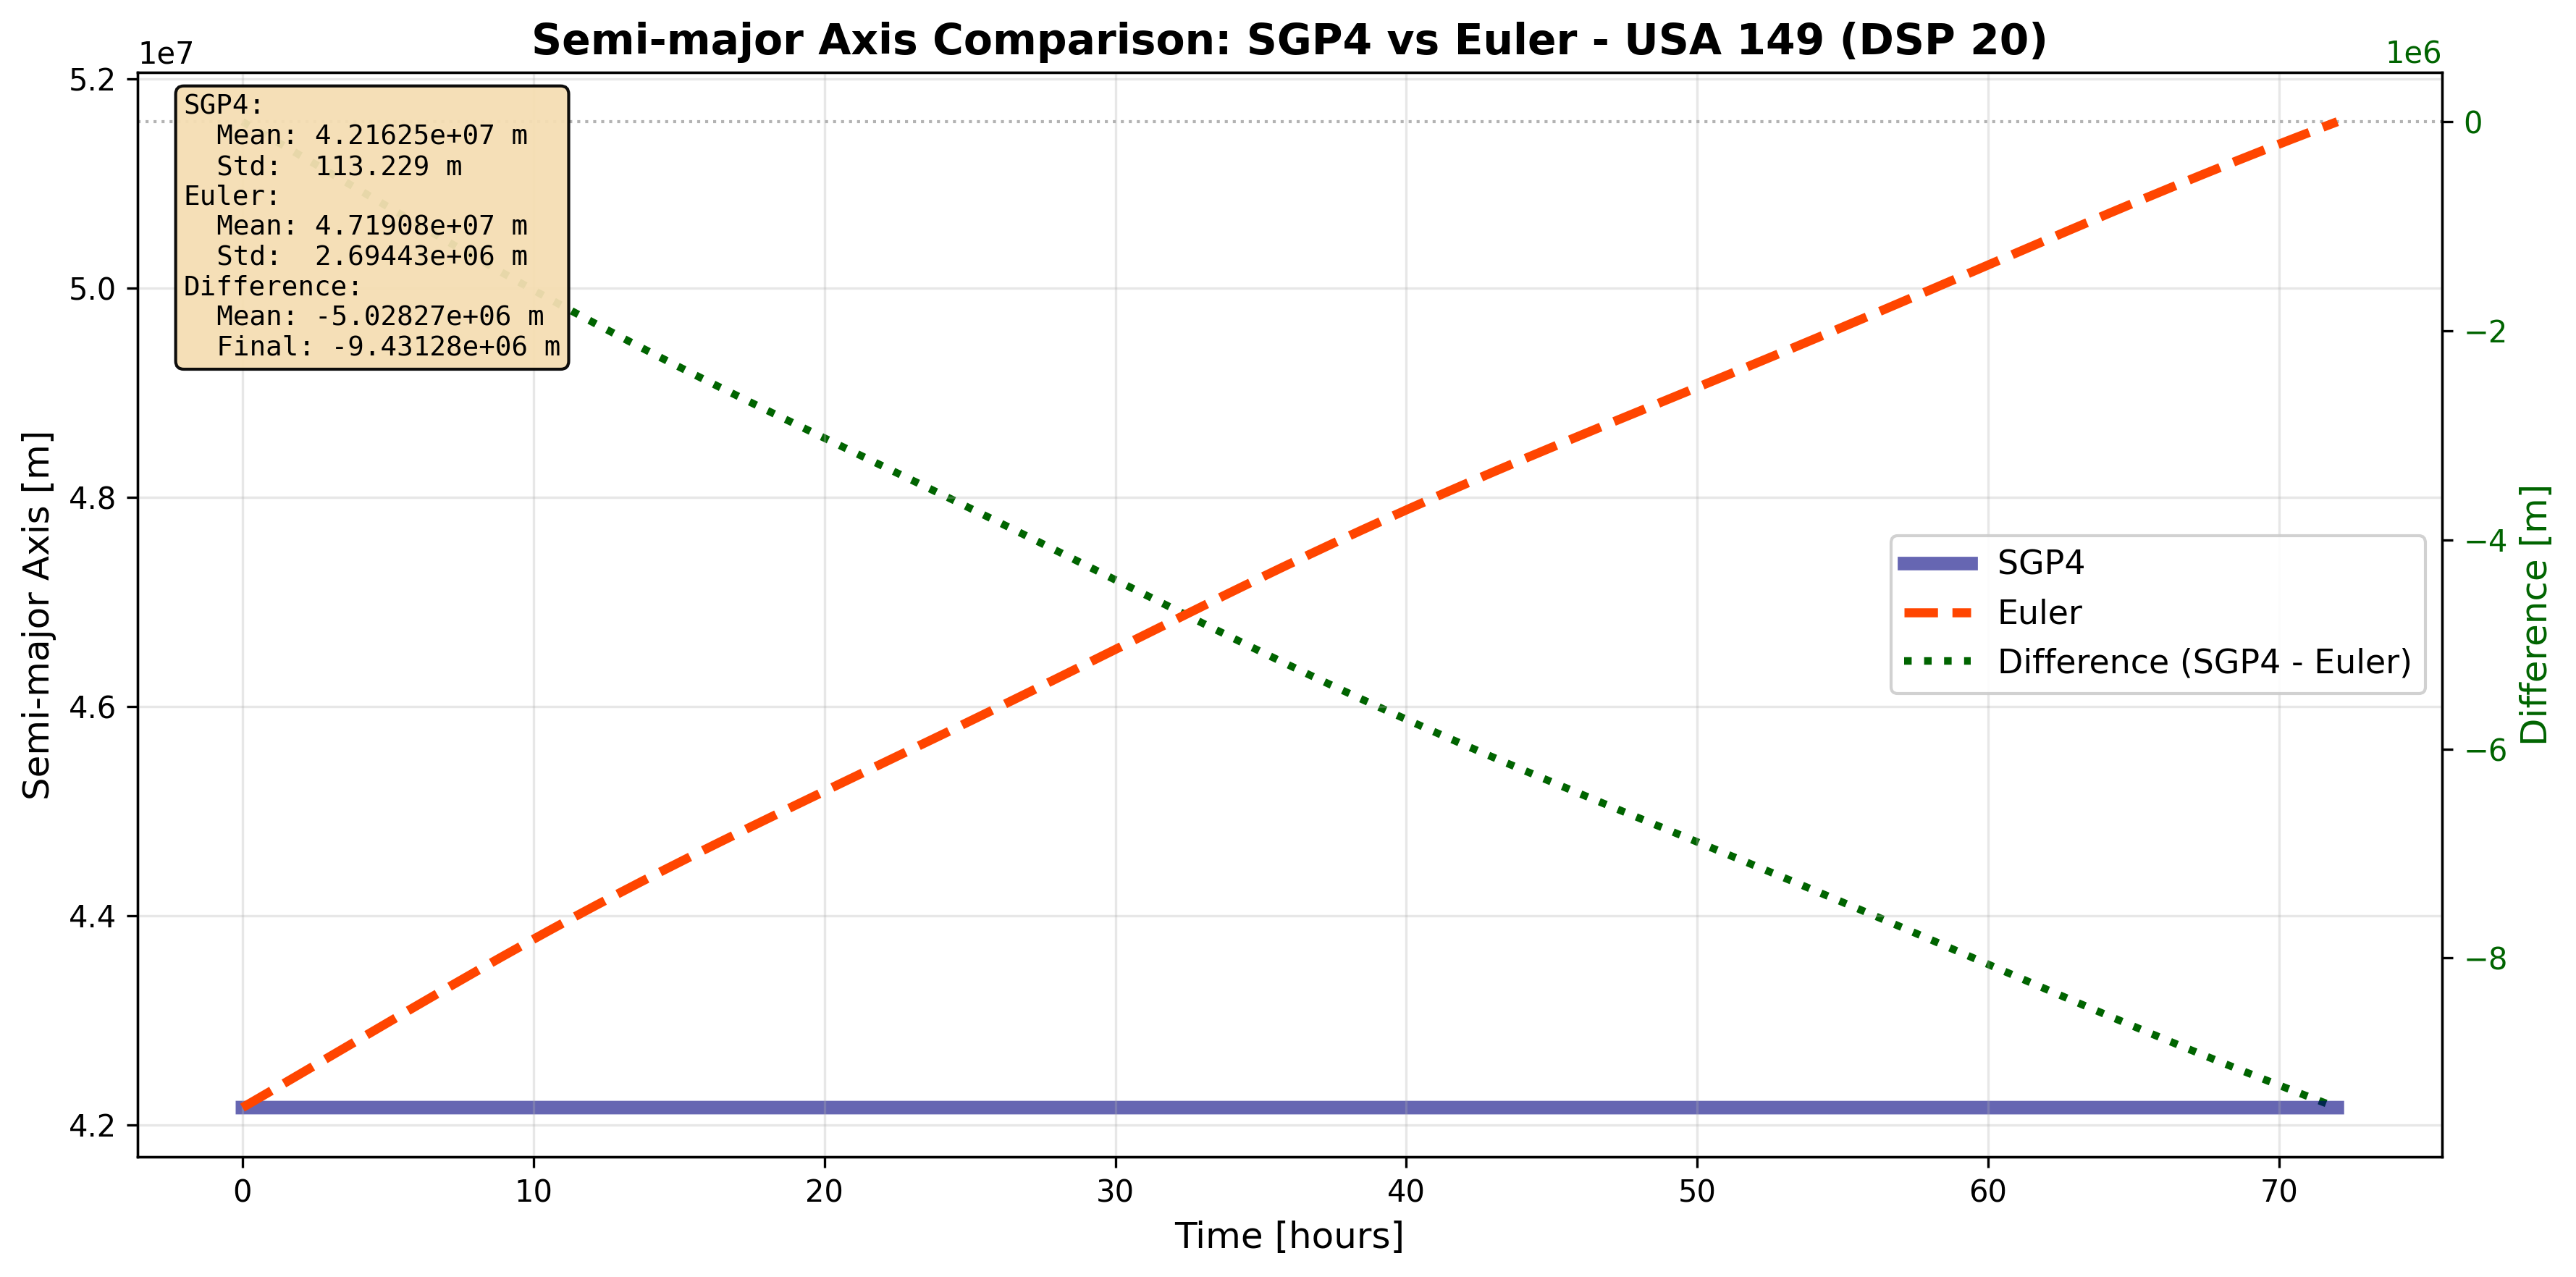 Semi-major Axis Comparison: SGP4 vs Euler - USA 149 (DSP 20)
1e7
1e6
5.2
5.0
4.8
4.6
4.4
4.2
Semi-major Axis [m]
SGP4:
Mean: 4.21625e+07 m
Std: 113.229 m
Euler:
Mean: 4.71908e+07 m
Std: 2.69443e+06 m
Difference:
Mean: -5.02827e+06 m
Final: -9.43128e+06 m
SGP4
Euler
Difference (SGP4 - Euler)
0
−2
−4
−6
−8
Difference [m]
0 10 20 30 40 50 60 70
Time [hours]